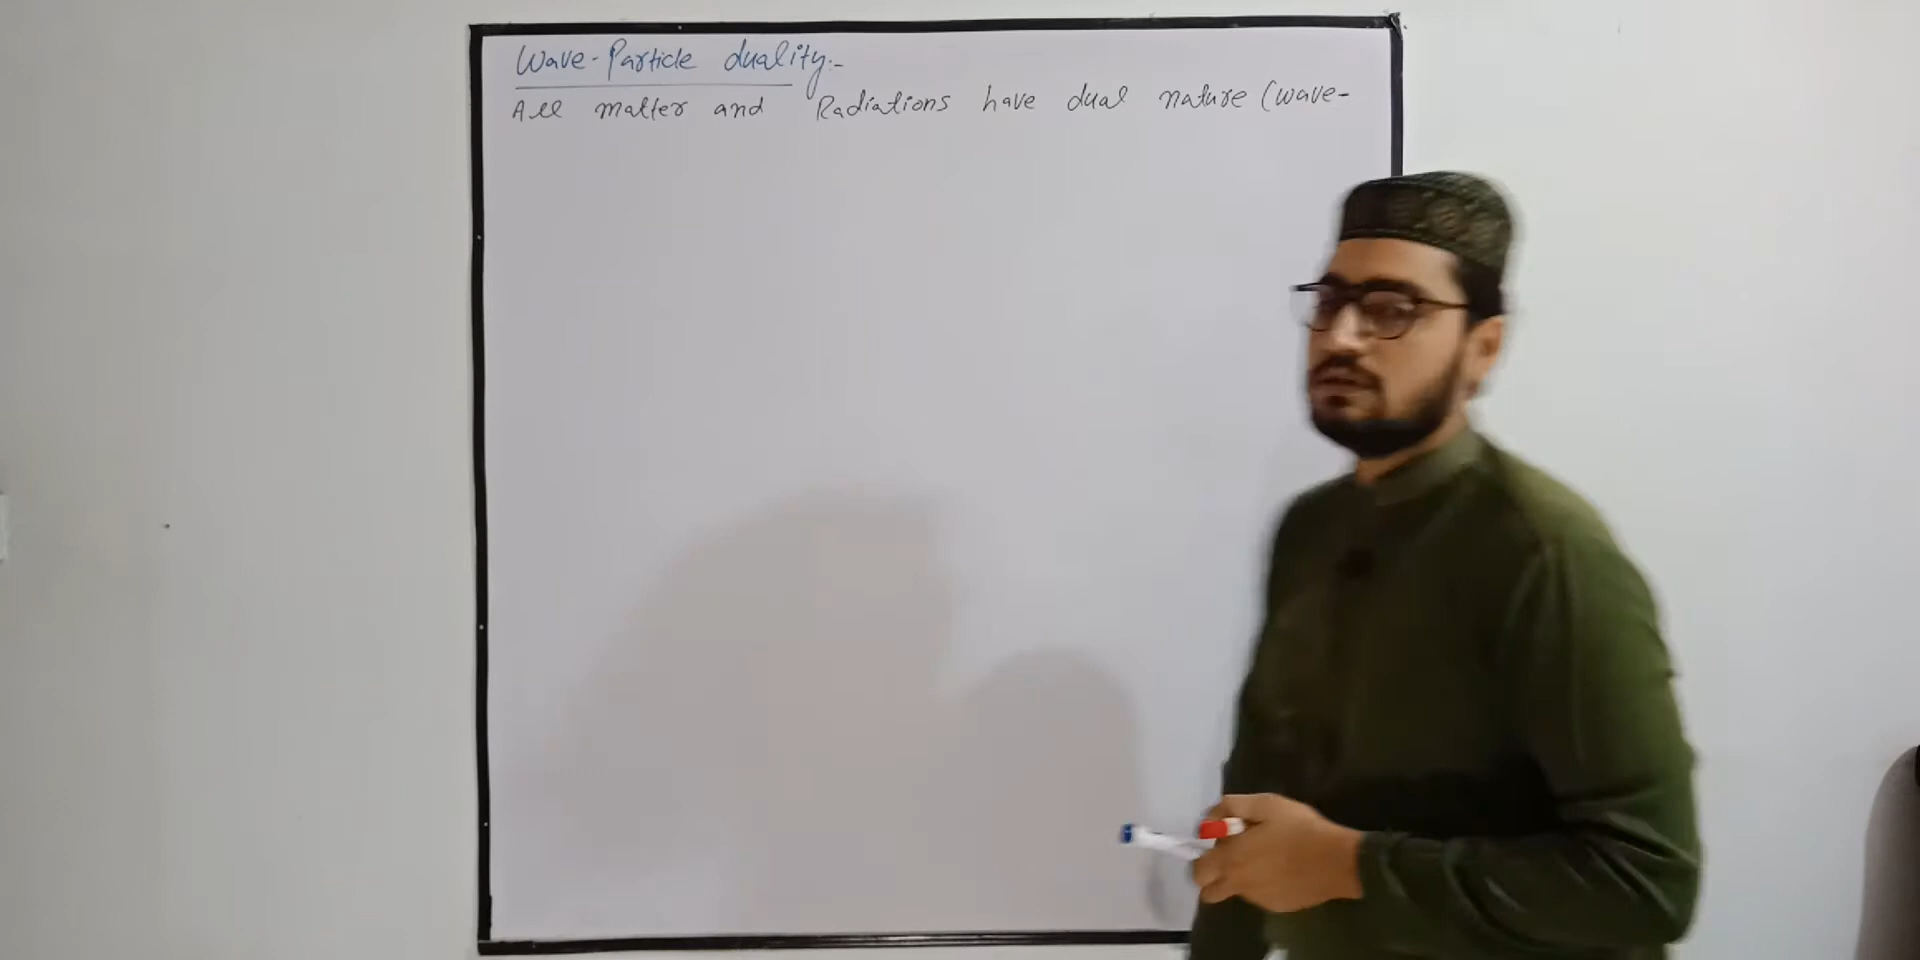 Wave-Particle duality:-
All matter and Radiations have dual nature (wave-